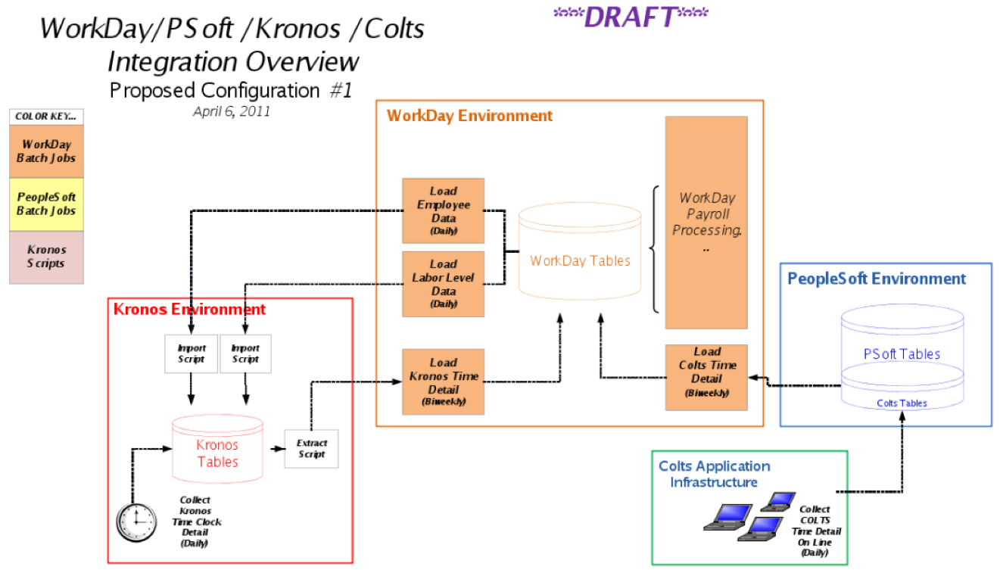 ***DRAFT***
WorkDay/PSoft /Kronos /Colts
Integration Overview
Proposed Configuration #1
April 6, 2011
COLOR KEY...
WorkDay
Batch Jobs
PeopleSoft
Batch Jobs
Kronos
Scripts
WorkDay Environment
Load
Employee
Data
(Daily)
Load
Labor Level
Data
(Daily)
WorkDay Tables
WorkDay
Payroll
Processing.
..
Load
Kronos Time
Detail
(Biweekly)
Load
Colts Time
Detail
(Biweekly)
PeopleSoft Environment
PSoft Tables
Colts Tables
Kronos Environment
Import
Script
Import
Script
Kronos
Tables
Extract
Script
Collect
Kronos
Time Clock
Detail
(Daily)
Colts Application
Infrastructure
Collect
COLTS
Time Detail
On Line
(Daily)